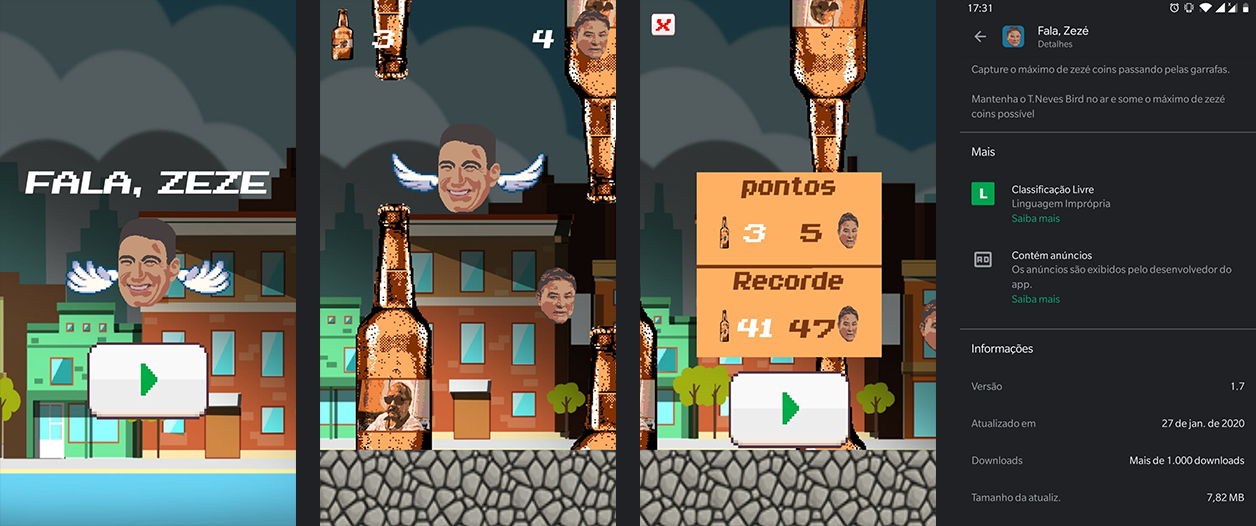 FALA, ZEZE
3
4
pontos
3 5
Recorde
41 47
17:31
Fala, Zezé
Detalhes
Capture o máximo de zezé coins passando pelas garrafas.
Mantenha o T.Neves Bird no ar e some o máximo de zezé
coins possível
Mais
L
Classificação Livre
Linguagem Imprópria
Saiba mais
AD
Contém anúncios
Os anúncios são exibidos pelo desenvolvedor do
app.
Saiba mais
Informações
Versão 1.7
Atualizado em 27 de jan. de 2020
Downloads Mais de 1.000 downloads
Tamanho da atualiz. 7,82 MB